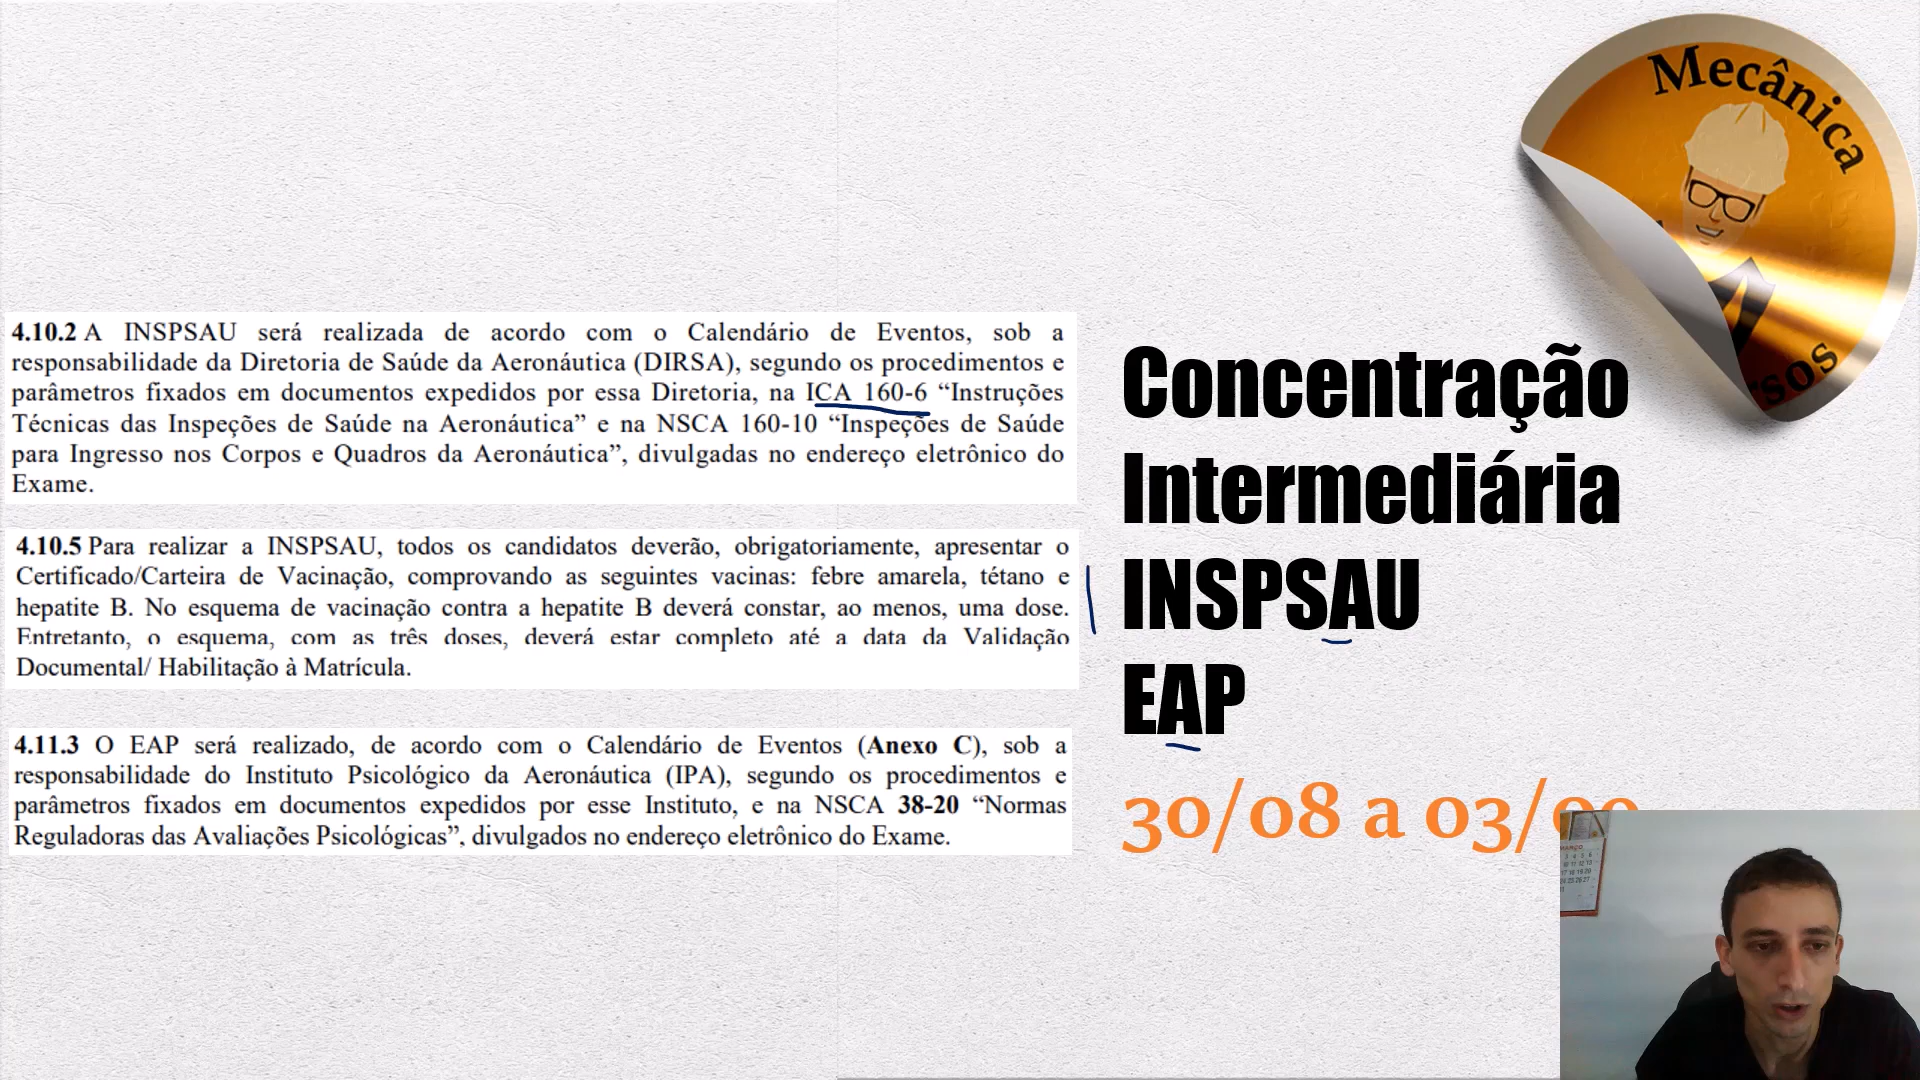 4.10.2 A INSPSAU será realizada de acordo com o Calendário de Eventos, sob a
responsabilidade da Diretoria de Saúde da Aeronáutica (DIRSA), segundo os procedimentos e
parâmetros fixados em documentos expedidos por essa Diretoria, na ICA 160-6 “Instruções
Técnicas das Inspeções de Saúde na Aeronáutica” e na NSCA 160-10 “Inspeções de Saúde
para Ingresso nos Corpos e Quadros da Aeronáutica”, divulgadas no endereço eletrônico do
Exame.
4.10.5 Para realizar a INSPSAU, todos os candidatos deverão, obrigatoriamente, apresentar o
Certificado/Carteira de Vacinação, comprovando as seguintes vacinas: febre amarela, tétano e
hepatite B. No esquema de vacinação contra a hepatite B deverá constar, ao menos, uma dose.
Entretanto, o esquema, com as três doses, deverá estar completo até a data da Validação
Documental/ Habilitação à Matrícula.
4.11.3 O EAP será realizado, de acordo com o Calendário de Eventos (Anexo C), sob a
responsabilidade do Instituto Psicológico da Aeronáutica (IPA), segundo os procedimentos e
parâmetros fixados em documentos expedidos por esse Instituto, e na NSCA 38-20 “Normas
Reguladoras das Avaliações Psicológicas”, divulgados no endereço eletrônico do Exame.
Mecânica
Concentração
Intermediária
INSPSAU
EAP
30/08 a 03/